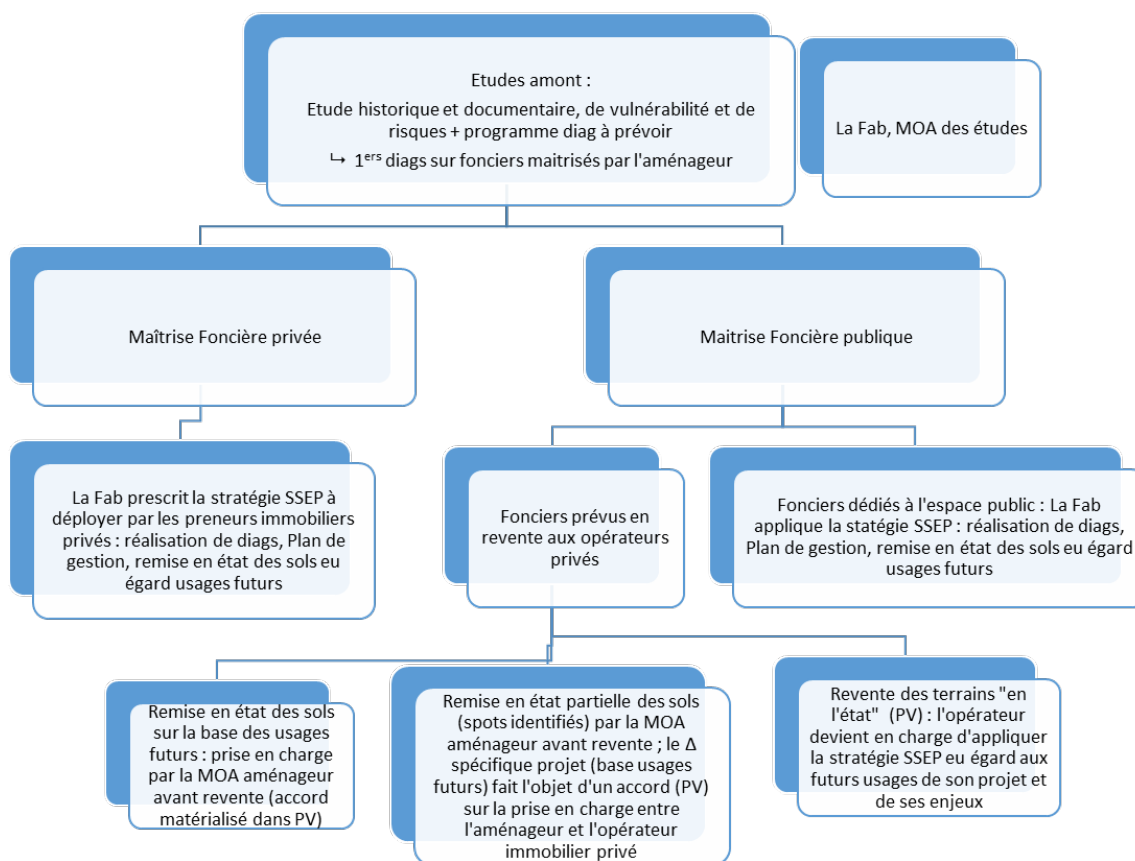 Etudes amont :
Etude historique et documentaire, de vulnérabilité et de
risques + programme diag à prévoir
↳ 1ers diags sur fonciers maitrisés par l'aménageur
La Fab, MOA des études
Maîtrise Foncière privée
Maitrise Foncière publique
La Fab prescrit la stratégie SSEP à
déployer par les preneurs immobiliers
privés : réalisation de diags, Plan de
gestion, remise en état des sols eu
égard usages futurs
Fonciers prévus en
revente aux opérateurs
privés
Fonciers dédiés à l'espace public : La Fab
applique la statégie SSEP : réalisation de diags,
Plan de gestion, remise en état des sols eu égard
usages futurs
Remise en état des sols
sur la base des usages
futurs : prise en charge
par la MOA aménageur
avant revente (accord
matérialisé dans PV)
Remise en état partielle des sols
(spots identifiés) par la MOA
aménageur avant revente ; le Δ
spécifique projet (base usages
futurs) fait l'objet d'un accord (PV)
sur la prise en charge entre
l'aménageur et l'opérateur
immobilier privé
Revente des terrains "en
l'état" (PV) : l'opérateur
devient en charge d'appliquer
la stratégie SSEP eu égard aux
futurs usages de son projet et
de ses enjeux